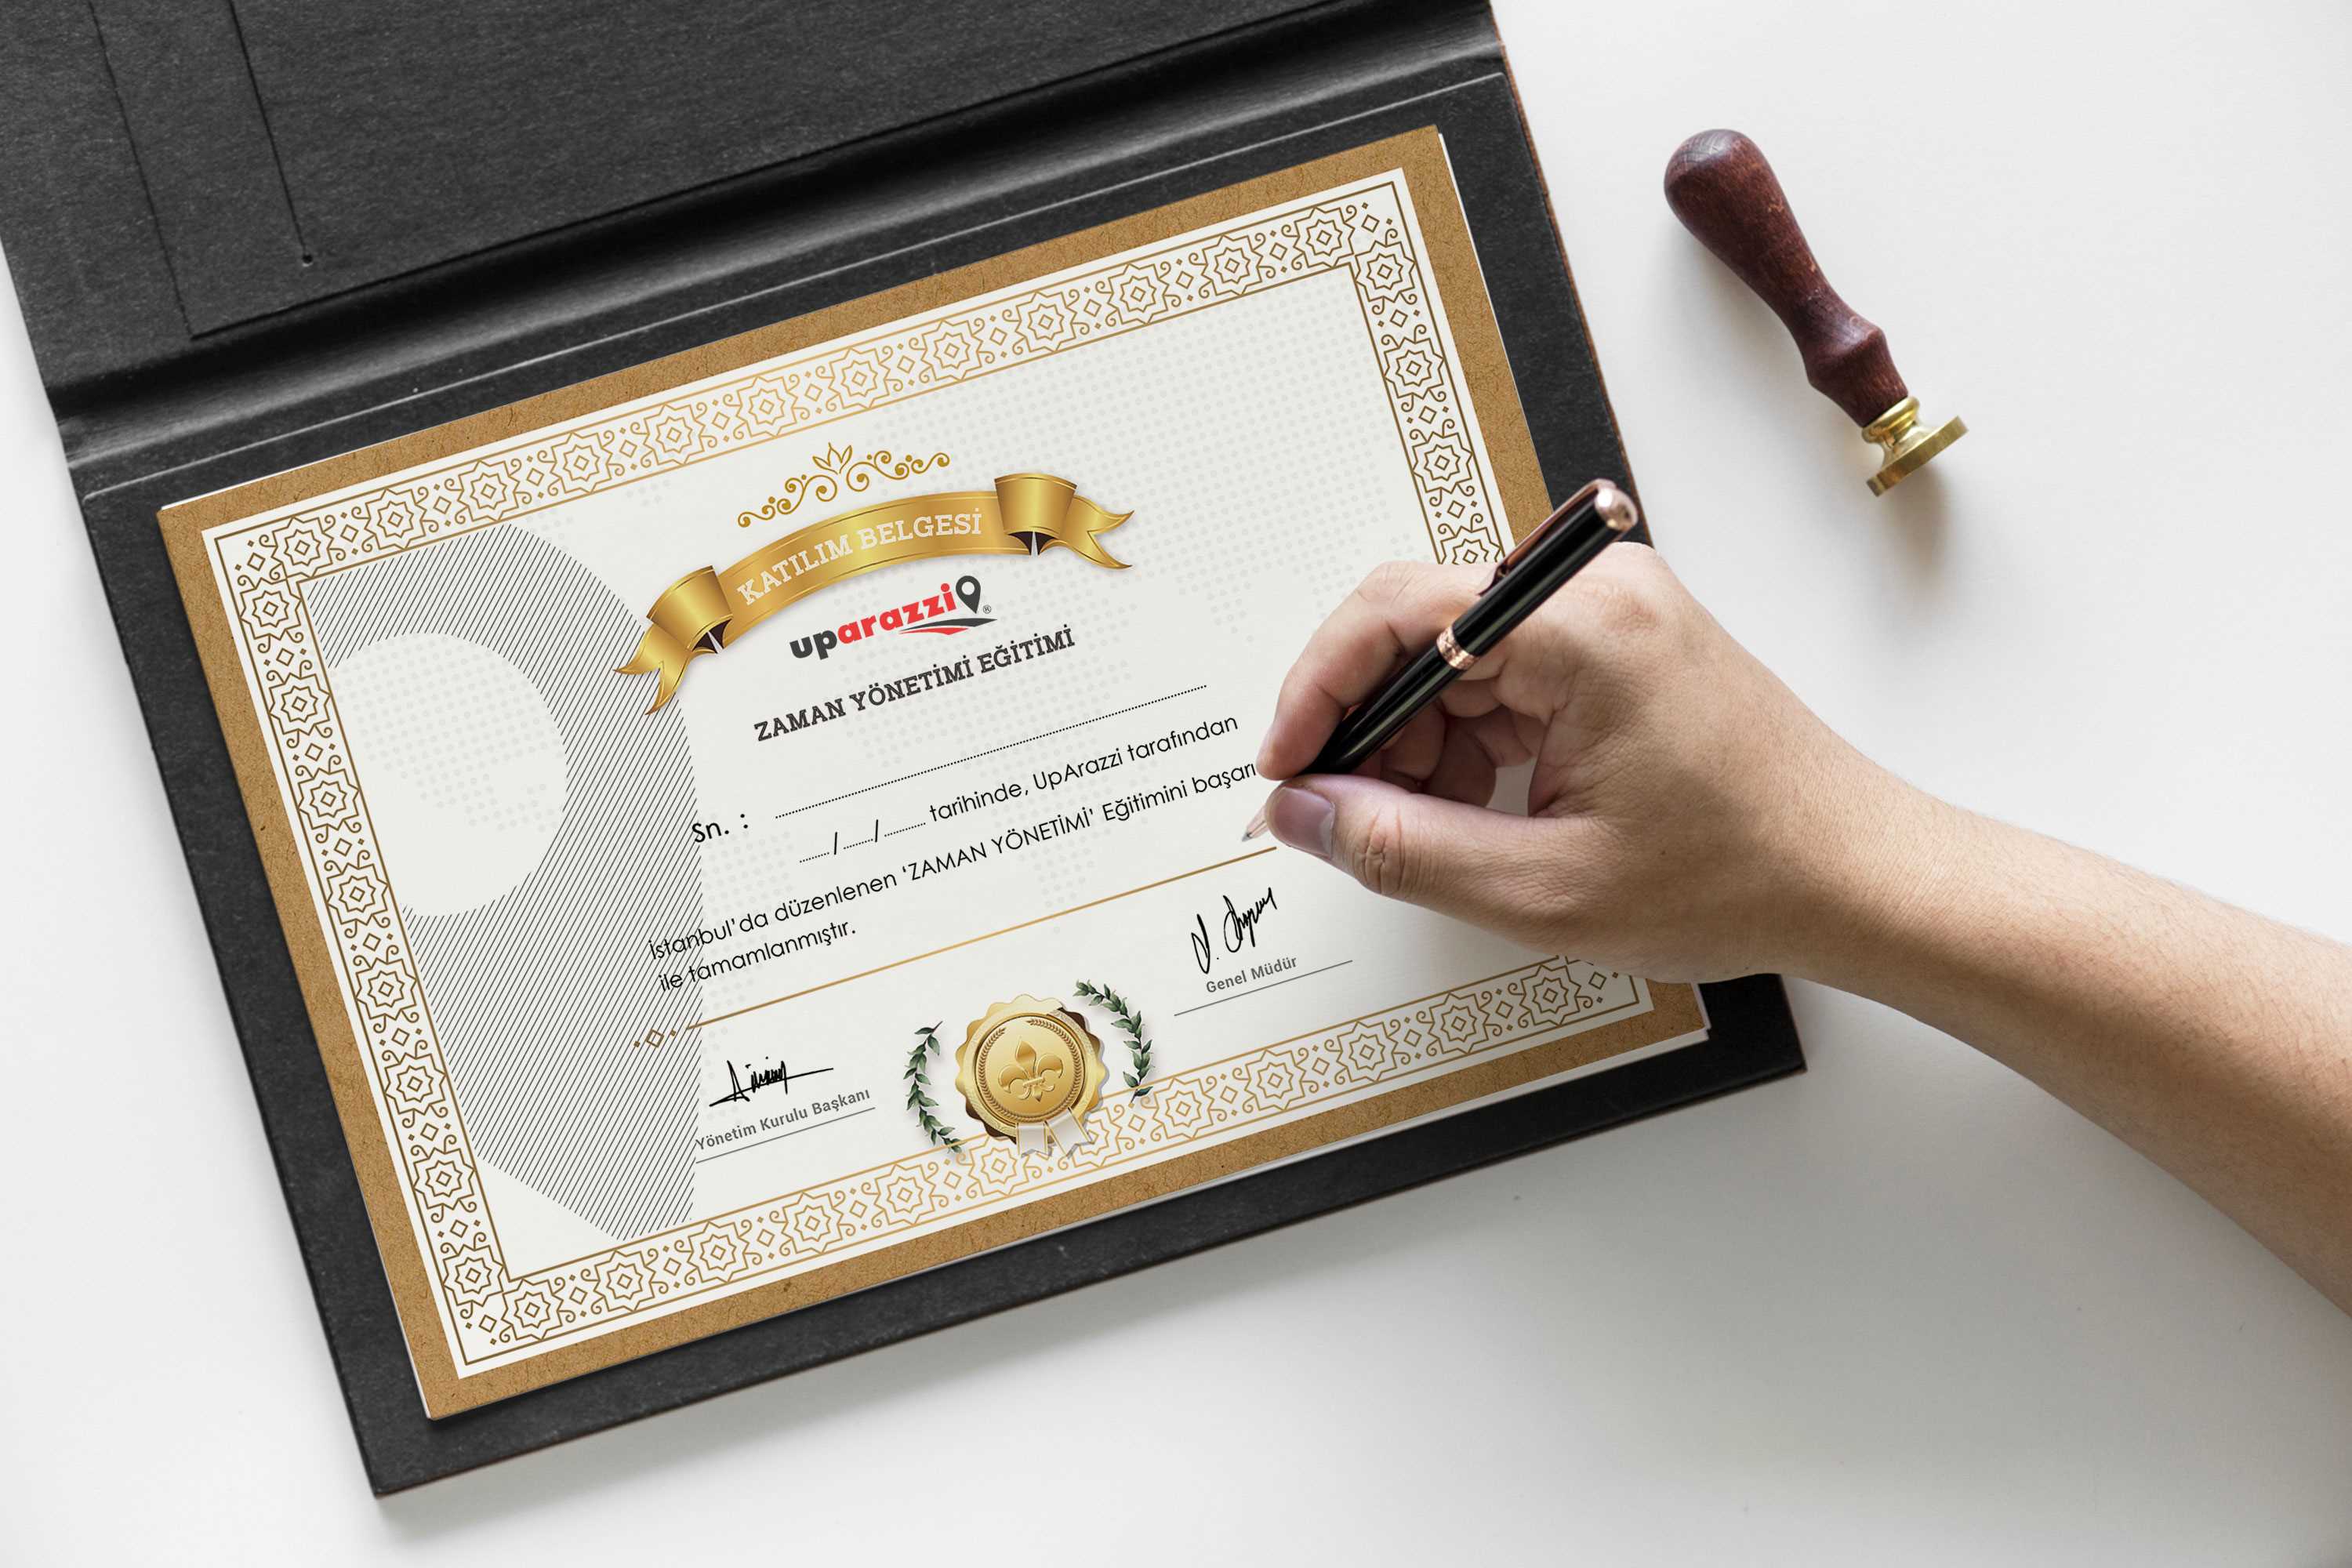 KATILIM BELGESİ
uparazzi ®
ZAMAN YÖNETİMİ EĞİTİMİ
Sn. : ........................................
....../....../......... tarihinde, UpArazzi tarafından
İstanbul'da düzenlenen 'ZAMAN YÖNETİMİ' Eğitimini başarı
ile tamamlanmıştır.
Genel Müdür
Yönetim Kurulu Başkanı